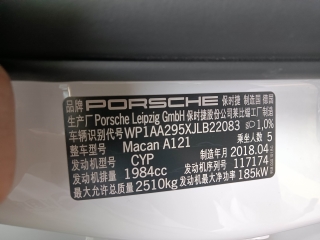 品牌 PORSCHE 保时捷 制造国 德国
生产厂 Porsche Leipzig GmbH 保时捷股份公司莱比锡工厂制造
车辆识别代号 WP1AA295XJLB22083 1,0%
整车型号 Macan A121 乘坐人数 5
发动机型号 CYP 制造年月 2018.04
发动机排量 1984cc 发动机号 117174
最大允许总质量 2510kg 发动机最大净功率 185kW